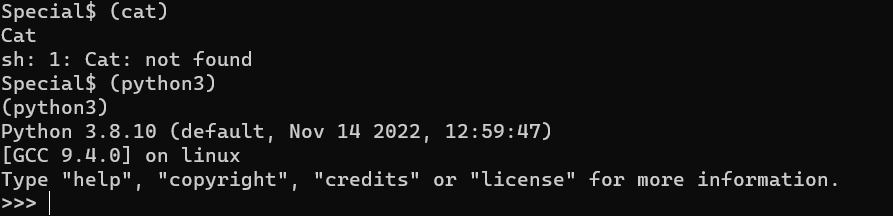 Special$ (cat)
Cat
sh: 1: Cat: not found
Special$ (python3)
(python3)
Python 3.8.10 (default, Nov 14 2022, 12:59:47)
[GCC 9.4.0] on linux
Type "help", "copyright", "credits" or "license" for more information.
>>>